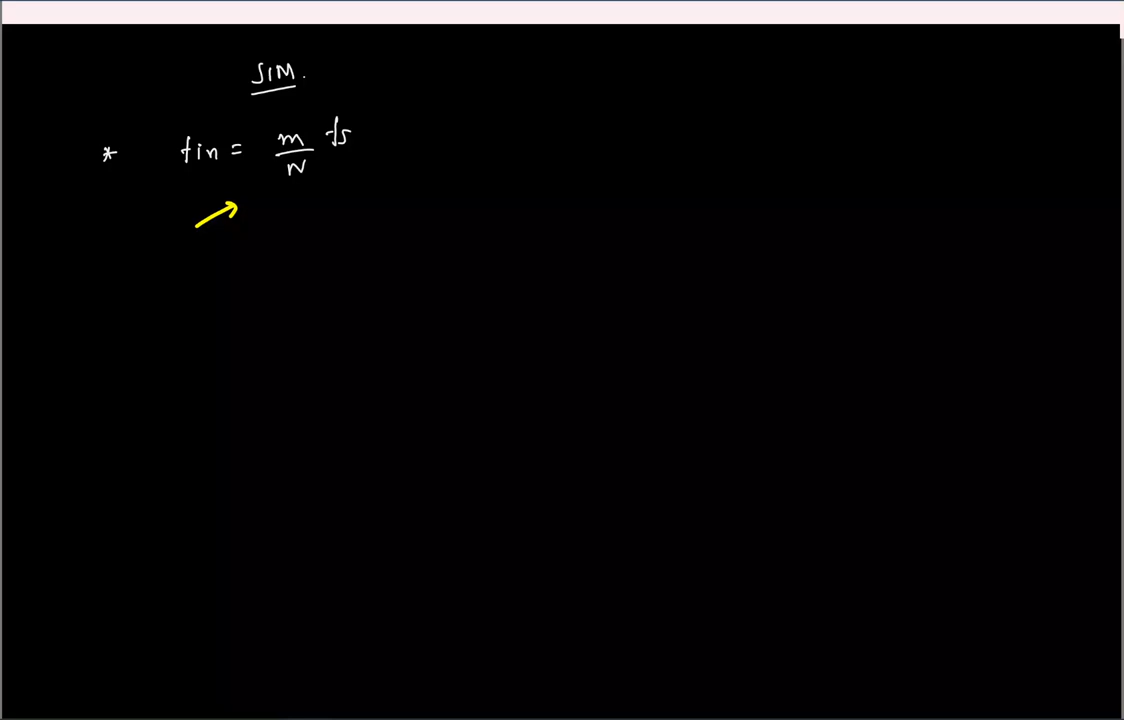 SIM.
* fin = m/N fs